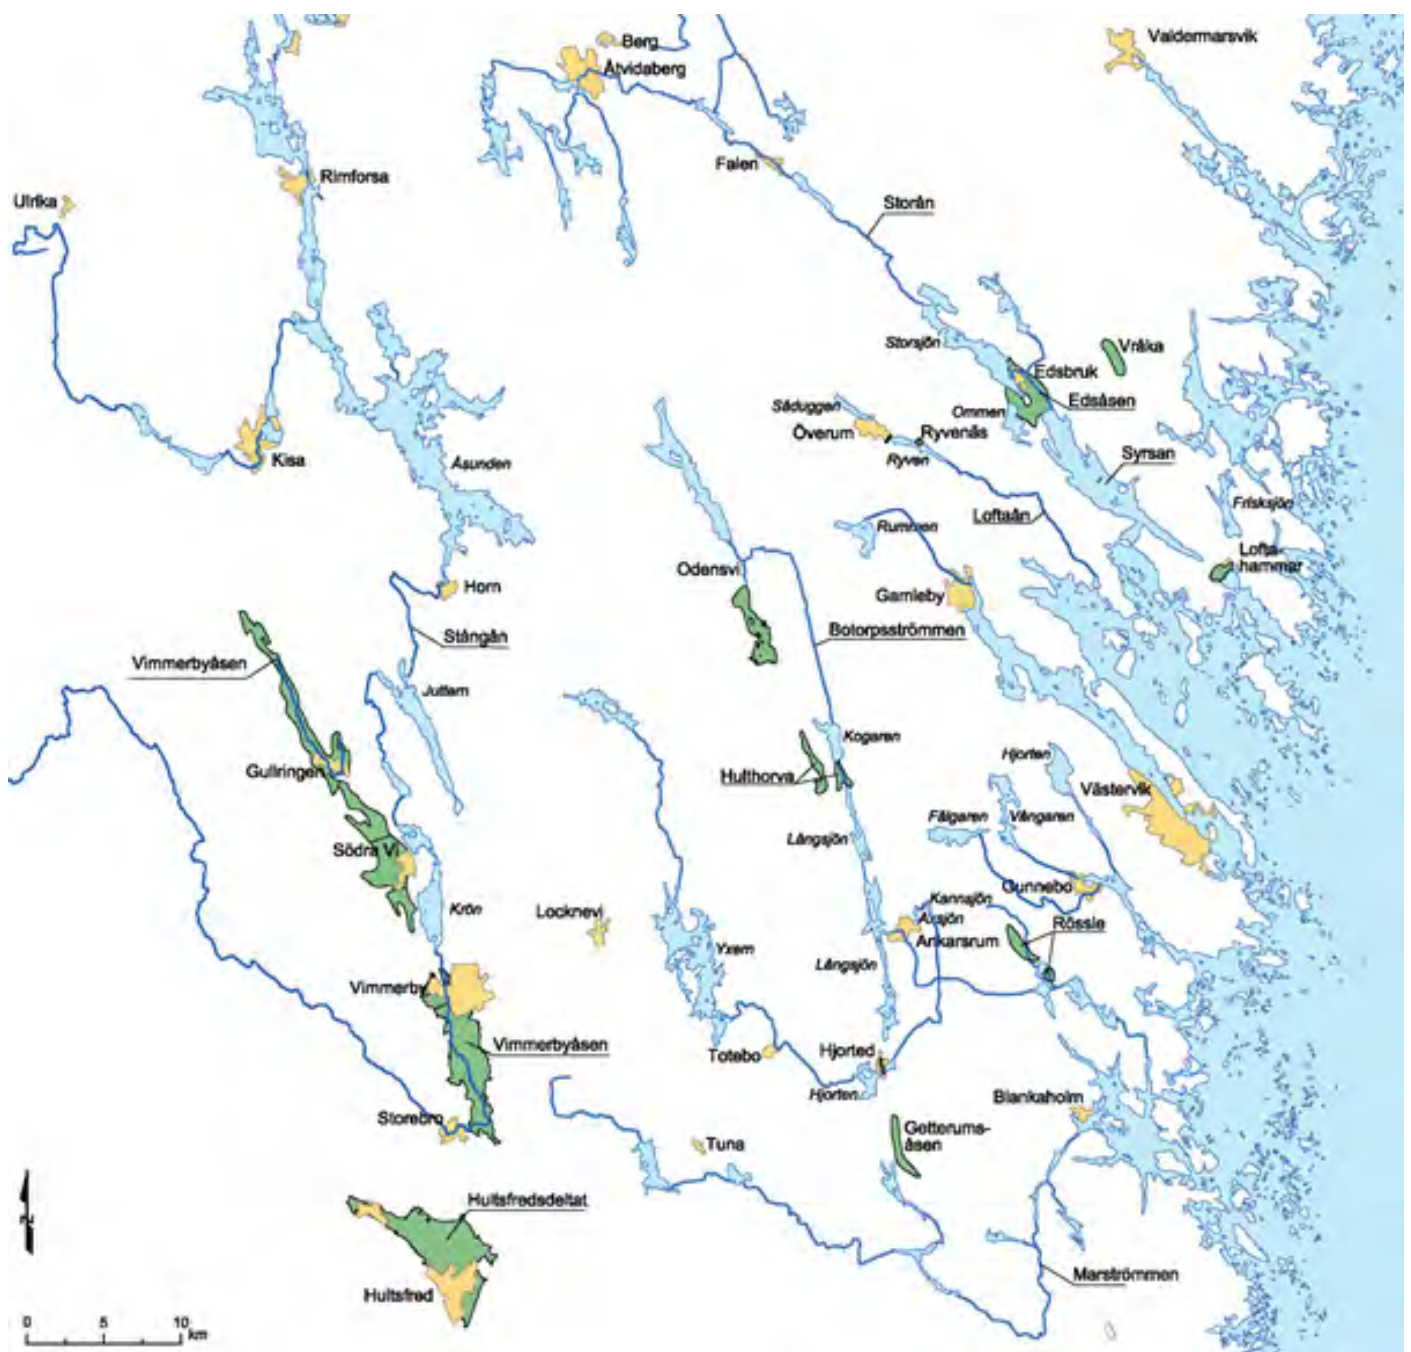 Valdermarsvik
Berg
Åtvidaberg
Falen
Rimforsa
Ulrika
Storån
Storsjön
Vråka
Edsbruk
Edsåsen
Såduggen
Ommen
Överum
Ryvenäs
Ryven
Syrsan
Kisa
Åsunden
Loftaån
Frisksjön
Rummen
Lofta-
hammar
Odensvi
Horn
Gamleby
Stångån
Botorpsströmmen
Vimmerbyåsen
Juttern
Kogaren
Hjorten
Gullringen
Hulthorva
Västervik
Fälgaren
Vångaren
Långsjön
Södra Vi
Gunnebo
Krön
Locknevi
Kannsjön
Axsjön
Ankarsrum
Rössle
Yxern
Långsjön
Vimmerby
Vimmerbyåsen
Totebo
Hjorted
Hjorten
Blankaholm
Storebro
Tuna
Getterums-
åsen
Hultsfredsdeltat
N
Marströmmen
Hultsfred
0 5 10
km